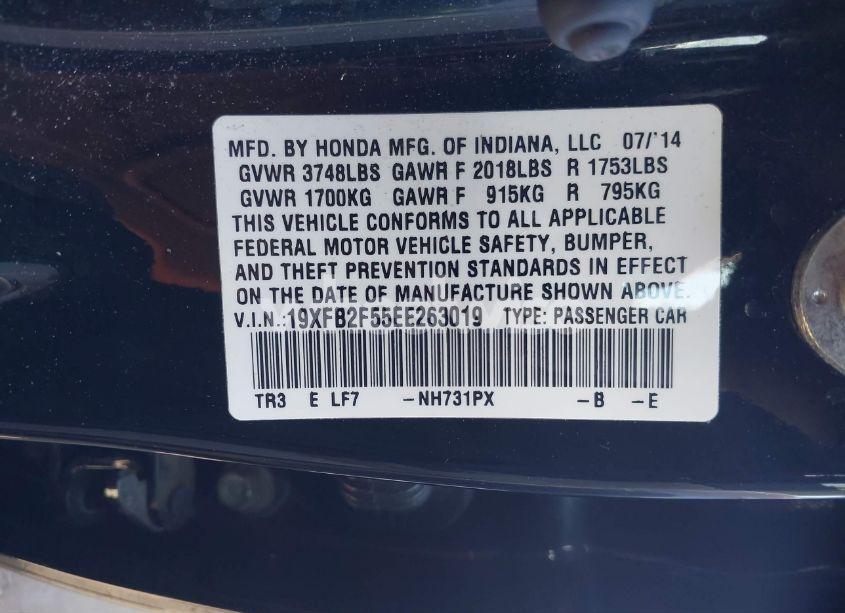 MFD. BY HONDA MFG. OF INDIANA, LLC 07/'14
GVWR 3748LBS GAWR F 2018LBS R 1753LBS
GVWR 1700KG GAWR F 915KG R 795KG
THIS VEHICLE CONFORMS TO ALL APPLICABLE
FEDERAL MOTOR VEHICLE SAFETY, BUMPER,
AND THEFT PREVENTION STANDARDS IN EFFECT
ON THE DATE OF MANUFACTURE SHOWN ABOVE.
V.I.N.:19XFB2F55EE263019 TYPE: PASSENGER CAR
TR3 E LF7 -NH731PX -B -E